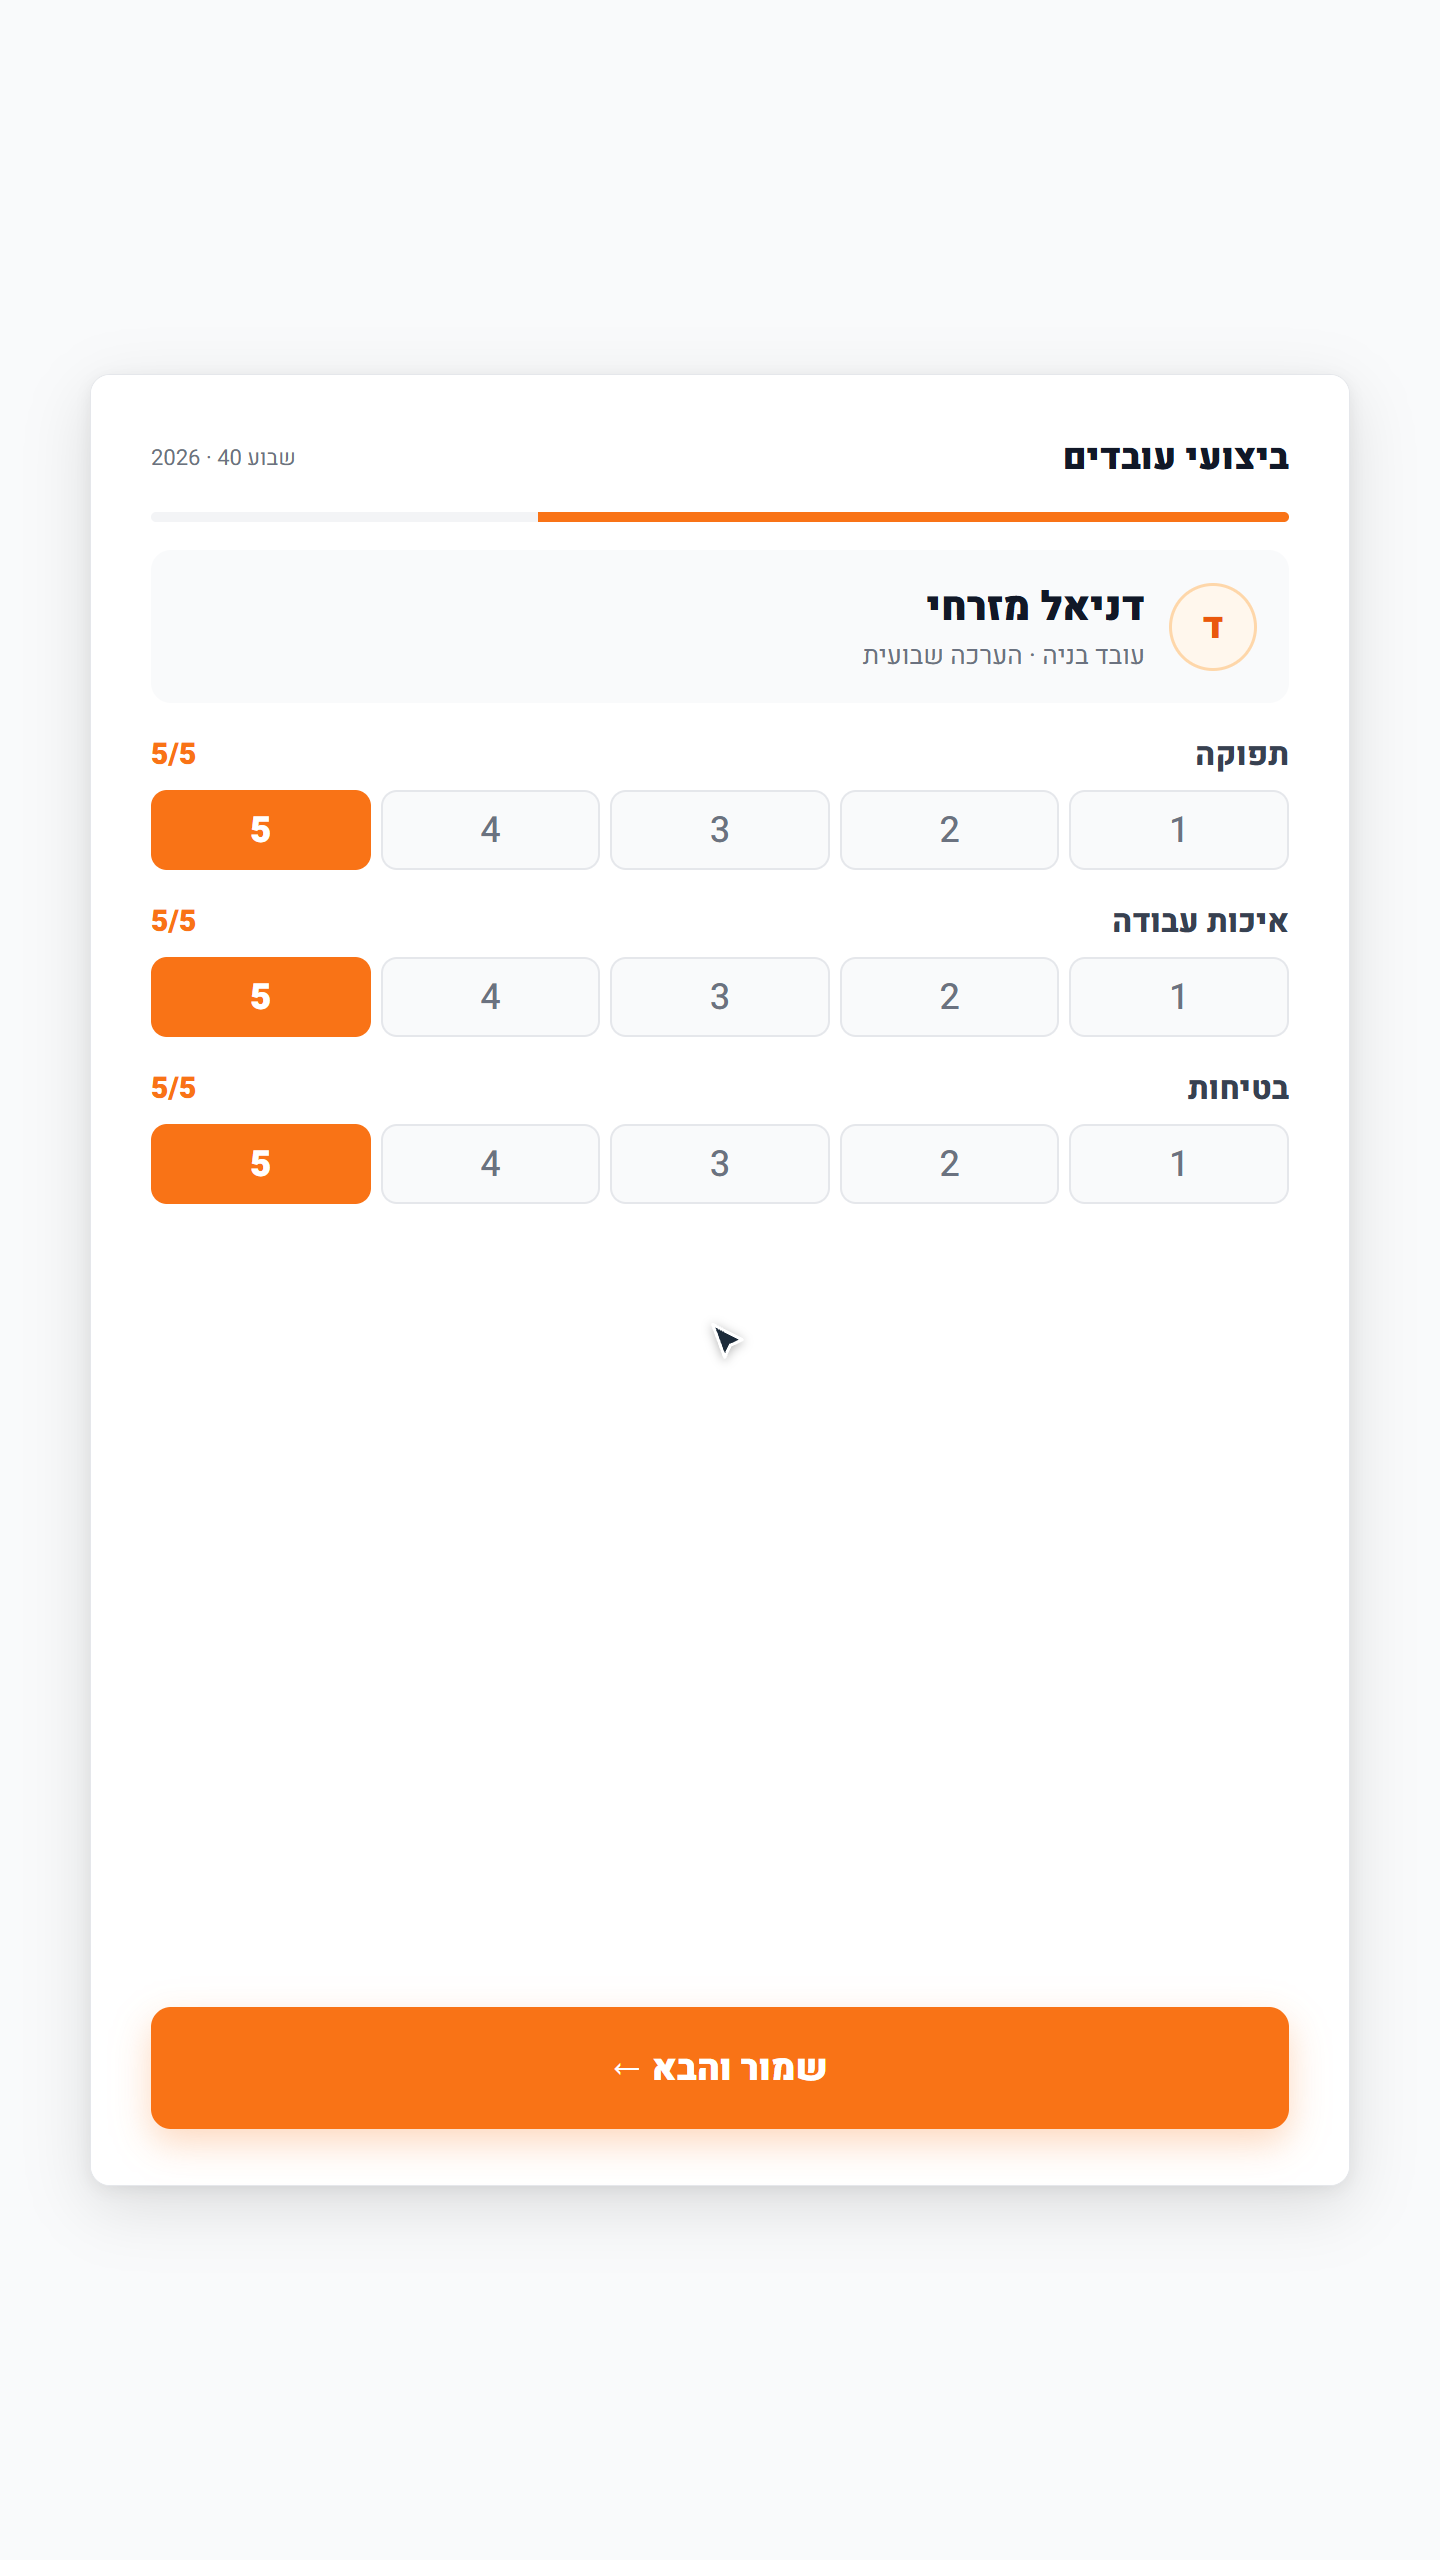 ביצועי עובדים
שבוע 40 · 2026
ד
דניאל מזרחי
עובד בניה · הערכה שבועית
תפוקה 5/5
1 2 3 4 5
איכות עבודה 5/5
1 2 3 4 5
בטיחות 5/5
1 2 3 4 5
שמור והבא ←